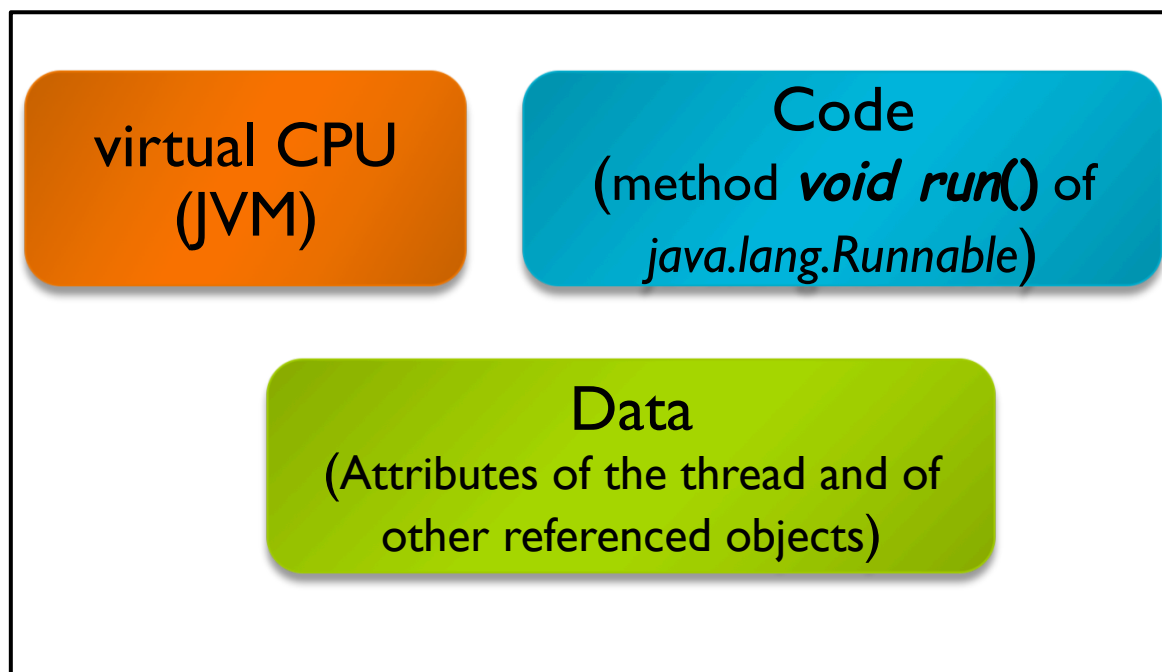 virtual CPU
(JVM)
Code
(method void run() of
java.lang.Runnable)
Data
(Attributes of the thread and of
other referenced objects)